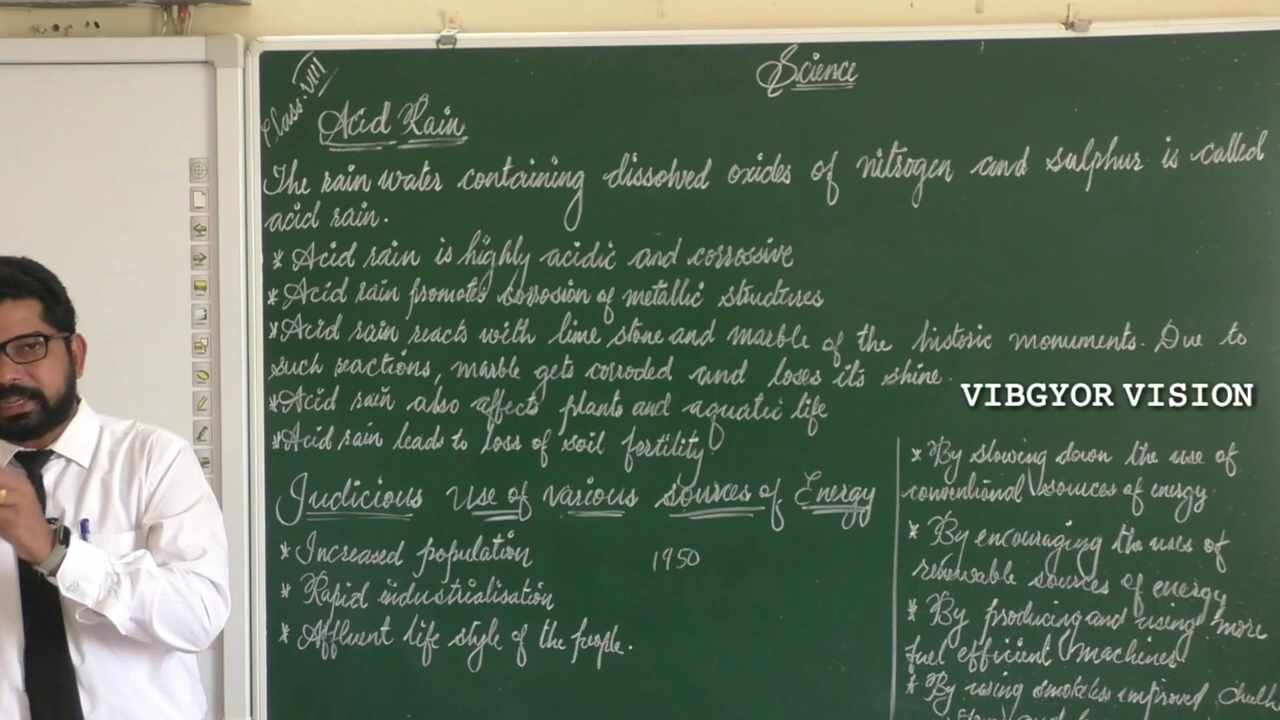 Class. VIII
Science
Acid Rain
The rain water containing dissolved oxides of nitrogen and sulphur is called
acid rain.
* Acid rain is highly acidic and corrossive
* Acid rain promotes corrosion of metallic structures
* Acid rain reacts with lime stone and marble of the historic monuments. Due to
such reactions, marble gets corroded and loses its shine.
* Acid rain also affects plants and aquatic life
* Acid rain leads to loss of soil fertility.
Judicious Use of various sources of Energy
* Increased population
1950
* Rapid industrialisation
* Affluent life style of the people.
* By slowing down the use of
conventional sources of energy.
* By encouraging the uses of
renewable sources of energy
* By producing and using more
fuel efficient machines.
* By using smokeless improved
VIBGYOR VISION